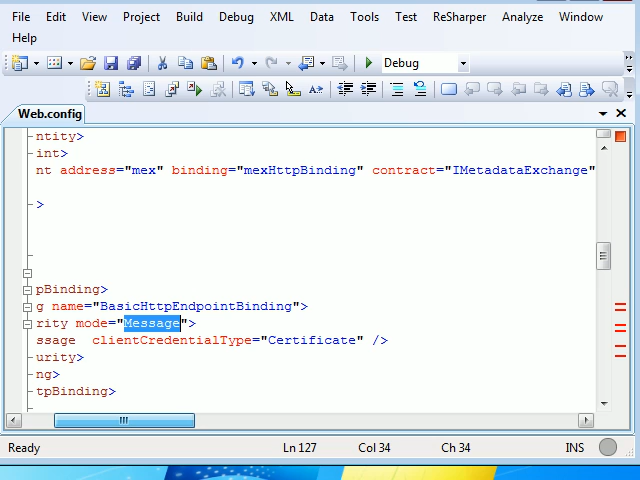 File Edit View Project Build Debug XML Data Tools Test ReSharper Analyze Window
Help
Debug
Web.config
ntity>
int>
nt address="mex" binding="mexHttpBinding" contract="IMetadataExchange"
>
pBinding>
g name="BasicHttpEndpointBinding">
rity mode="Message">
ssage clientCredentialType="Certificate" />
urity>
ng>
tpBinding>
Ready Ln 127 Col 34 Ch 34 INS